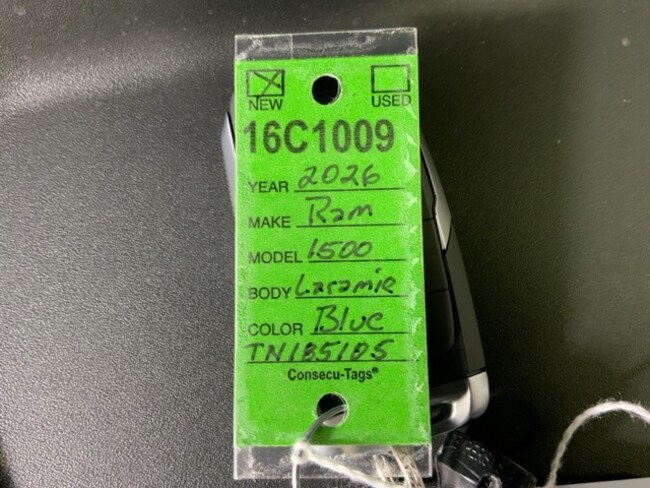 NEW USED
16C1009
YEAR 2026
MAKE Ram
MODEL 1500
BODY Laramie
COLOR Blue
TN185105
Consecu-Tags®